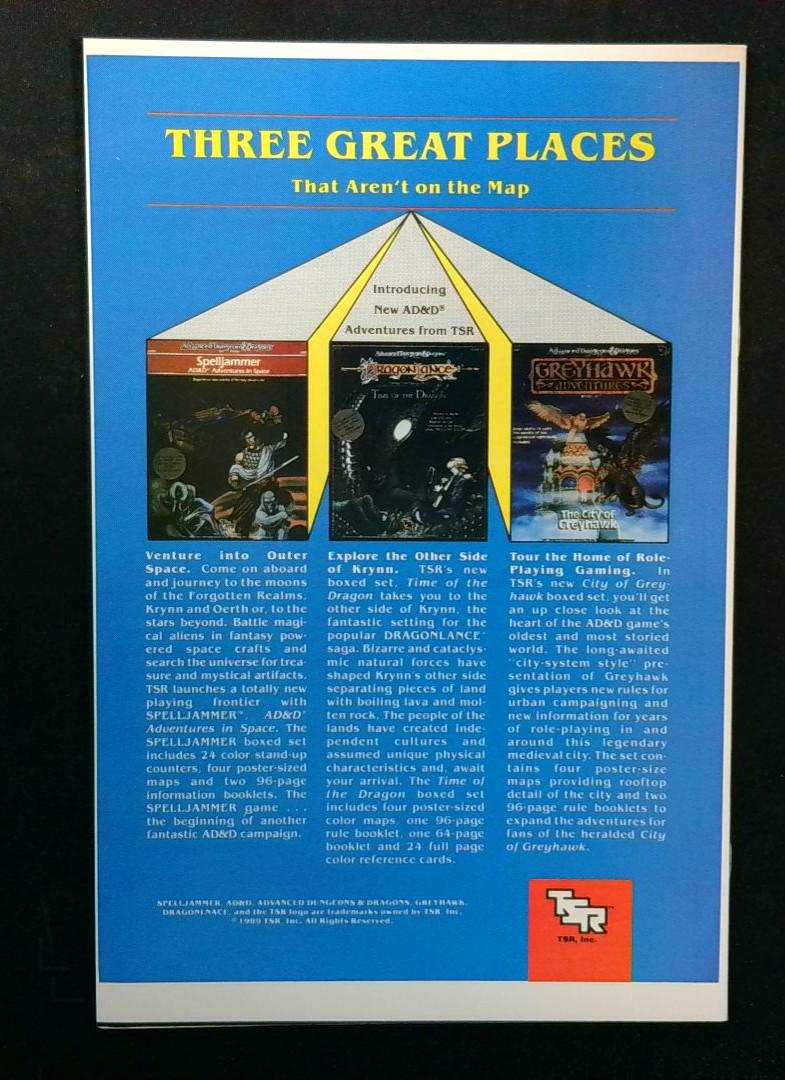 THREE GREAT PLACES
That Aren't on the Map
Introducing
New AD&D®
Adventures from TSR
Advanced Dungeons & Dragons
Spelljammer
AD&D Adventures in Space
Advanced Dungeons & Dragons
DRAGONLANCE
TIME OF THE DRAGON
Advanced Dungeons & Dragons
GREYHAWK
ADVENTURES
The City of
Greyhawk
Venture into Outer
Space. Come on aboard
and journey to the moons
of the Forgotten Realms,
Krynn and Oerth or, to the
stars beyond. Battle magi-
cal aliens in fantasy pow-
ered space crafts and
search the universe for trea-
sure and mystical artifacts.
TSR launches a totally new
playing frontier with
SPELLJAMMER™, AD&D®
Adventures in Space. The
SPELLJAMMER boxed set
includes 24 color stand-up
counters, four poster-sized
maps and two 96-page
information booklets. The
SPELLJAMMER game . . .
the beginning of another
fantastic AD&D campaign.
Explore the Other Side
of Krynn. TSR's new
boxed set, Time of the
Dragon takes you to the
other side of Krynn, the
fantastic setting for the
popular DRAGONLANCE
saga. Bizarre and cataclys-
mic natural forces have
shaped Krynn's other side
separating pieces of land
with boiling lava and mol-
ten rock. The people of the
lands have created inde-
pendent cultures and
assumed unique physical
characteristics and, await
your arrival. The Time of
the Dragon boxed set
includes four poster-sized
color maps, one 96-page
rule booklet, one 64-page
booklet and 24 full page
color reference cards.
Tour the Home of Role-
Playing Gaming. In
TSR's new City of Grey-
hawk boxed set, you'll get
an up close look at the
heart of the AD&D game's
oldest and most storied
world. The long-awaited
"city-system style" pre-
sentation of Greyhawk
gives players new rules for
urban campaigning and
new information for years
of role-playing in and
around this legendary
medieval city. The set con-
tains four poster-size
maps providing rooftop
detail of the city and two
96-page rule booklets to
expand the adventures for
fans of the heralded City
of Greyhawk.
SPELLJAMMER, AD&D, ADVANCED DUNGEONS & DRAGONS, GREYHAWK,
DRAGONLNACE, and the TSR logo are trademarks owned by TSR, Inc.
©1989 TSR, Inc. All Rights Reserved.
TSR™
TSR, Inc.